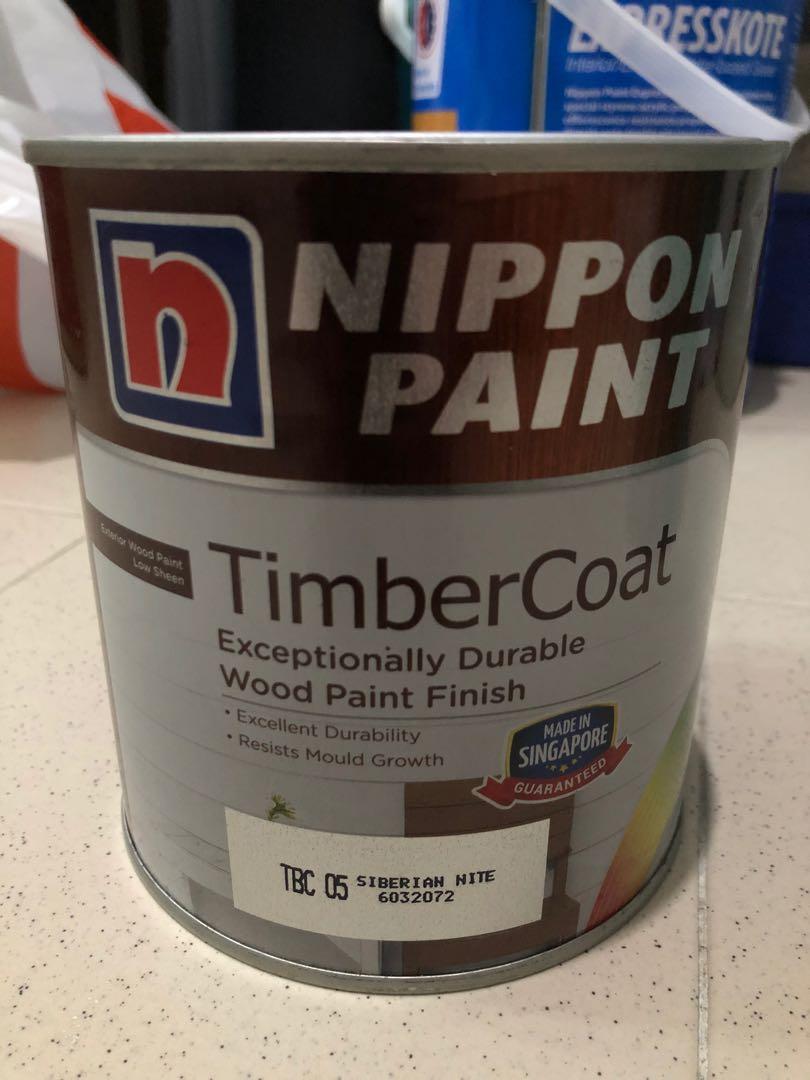 EXPRESSKOTE
n
NIPPON
PAINT
Exterior Wood Paint
Low Sheen
TimberCoat
Exceptionally Durable
Wood Paint Finish
• Excellent Durability
• Resists Mould Growth
MADE IN
SINGAPORE
GUARANTEED
TBC 05 SIBERIAN NITE
6032072